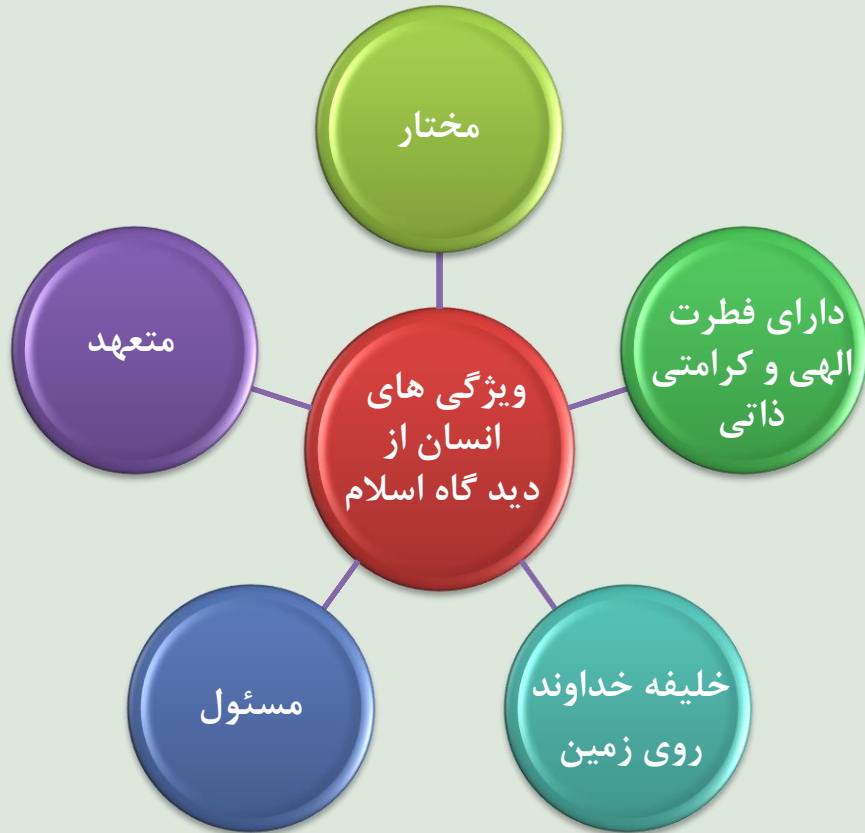 مختار
دارای فطرت
الهی و کرامتی
ذاتی
خلیفه خداوند
روی زمین
مسئول
متعهد
ویژگی های
انسان از
دید گاه اسلام